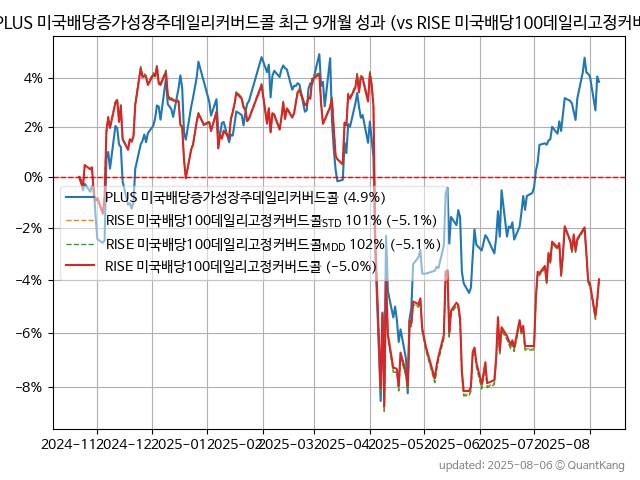 PLUS 미국배당증가성장주데일리커버드콜 최근 9개월 성과 (vs RISE 미국배당100데일리고정커버
4%
2%
0%
−2%
−4%
−6%
−8%
PLUS 미국배당증가성장주데일리커버드콜 (4.9%)
RISE 미국배당100데일리고정커버드콜STD 101% (−5.1%)
RISE 미국배당100데일리고정커버드콜MDD 102% (−5.1%)
RISE 미국배당100데일리고정커버드콜 (−5.0%)
2024-11 2024-12 2025-01 2025-02 2025-03 2025-04 2025-05 2025-06 2025-07 2025-08
updated: 2025-08-06 © QuantKang